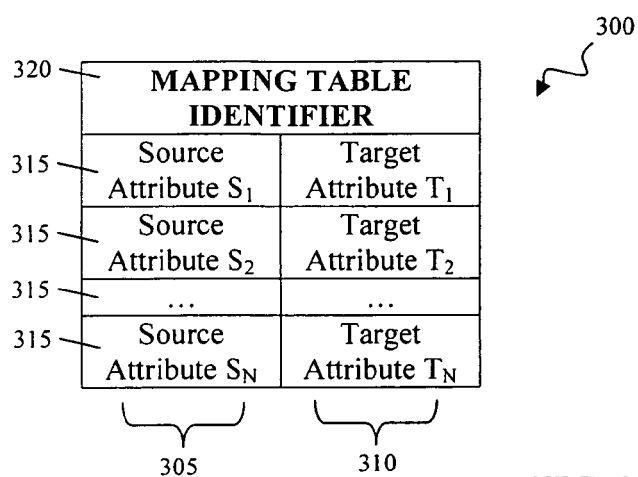 300
320
MAPPING TABLE
IDENTIFIER
315
Source
Attribute S1
Target
Attribute T1
315
Source
Attribute S2
Target
Attribute T2
315
...
...
315
Source
Attribute SN
Target
Attribute TN
305
310